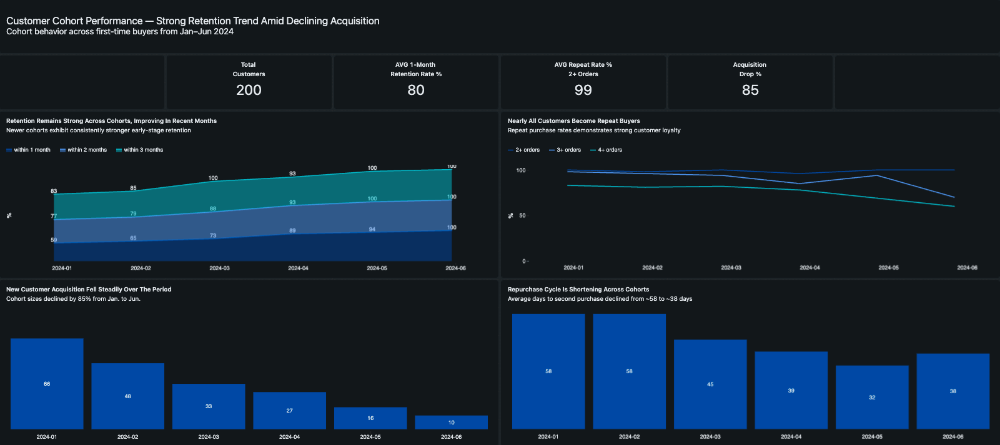 Customer Cohort Performance — Strong Retention Trend Amid Declining Acquisition
Cohort behavior across first-time buyers from Jan–Jun 2024
Total
Customers
200
AVG 1-Month
Retention Rate %
80
AVG Repeat Rate %
2+ Orders
99
Acquisition
Drop %
85
Retention Remains Strong Across Cohorts, Improving In Recent Months
Newer cohorts exhibit consistently stronger early-stage retention
within 1 month within 2 months within 3 months
83 85 100 93 100 100
77 79 88 93 100 100
59 65 73 89 94 100
%
2024-01 2024-02 2024-03 2024-04 2024-05 2024-06
Nearly All Customers Become Repeat Buyers
Repeat purchase rates demonstrates strong customer loyalty
2+ orders 3+ orders 4+ orders
100
% 50
0
2024-01 2024-02 2024-03 2024-04 2024-05 2024-06
New Customer Acquisition Fell Steadily Over The Period
Cohort sizes declined by 85% from Jan. to Jun.
66 48 33 27 16 10
2024-01 2024-02 2024-03 2024-04 2024-05 2024-06
Repurchase Cycle Is Shortening Across Cohorts
Average days to second purchase declined from ~58 to ~38 days
58 58 45 39 32 38
2024-01 2024-02 2024-03 2024-04 2024-05 2024-06